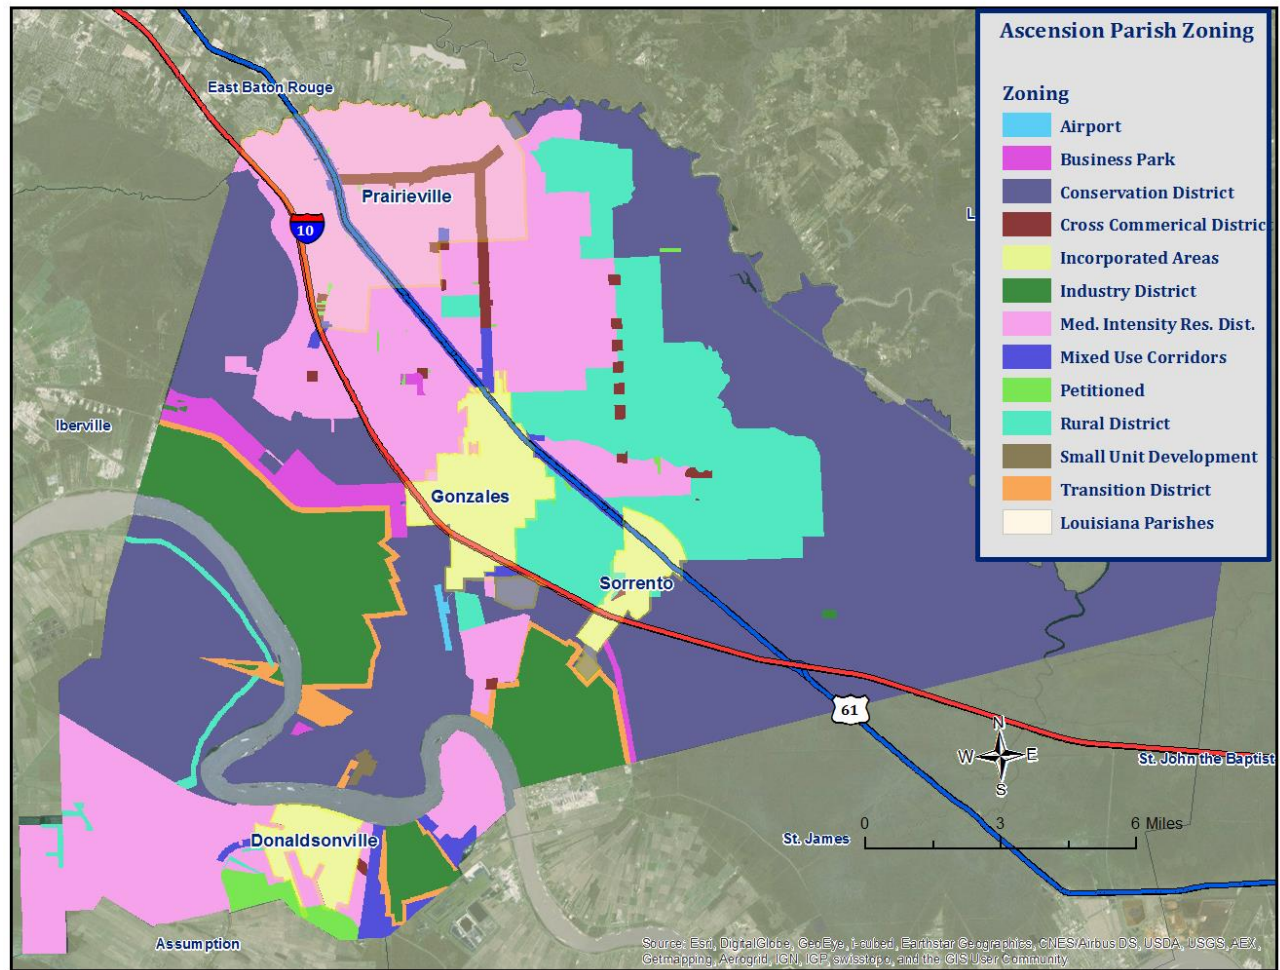 Ascension Parish Zoning
Zoning
Airport
Business Park
Conservation District
Cross Commerical District
Incorporated Areas
Industry District
Med. Intensity Res. Dist.
Mixed Use Corridors
Petitioned
Rural District
Small Unit Development
Transition District
Louisiana Parishes
East Baton Rouge
Prairieville
L
10
Iberville
Gonzales
Sorrento
61
N
W
E
S
St. John the Baptist
Donaldsonville
St. James
0
3
6 Miles
Assumption
Source: Esri, DigitalGlobe, GeoEye, i-cubed, Earthstar Geographics, CNES/Airbus DS, USDA, USGS, AEX,
Getmapping, Aerogrid, IGN, IGP, swisstopo, and the GIS User Community